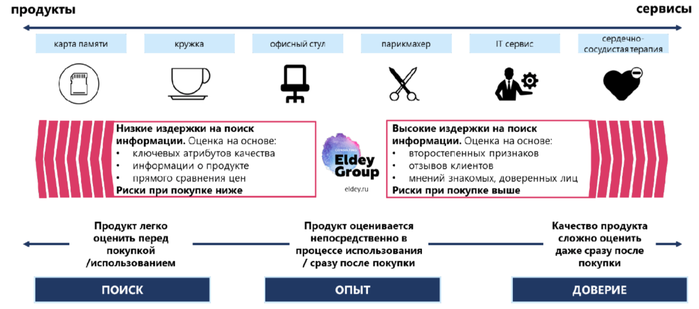 продукты
сервисы
карта памяти
кружка
офисный стул
парикмахер
IT сервис
сердечно-
сосудистая терапия
Низкие издержки на поиск
информации. Оценка на основе:
• ключевых атрибутов качества
• информации о продукте
• прямого сравнения цен
Риски при покупке ниже
Eldey
Group
eldey.ru
Высокие издержки на поиск
информации. Оценка на основе:
• второстепенных признаков
• отзывов клиентов
• мнений знакомых, доверенных лиц
Риски при покупке выше
Продукт легко
оценить перед
покупкой
/использованием
Продукт оценивается
непосредственно в
процессе использования
/ сразу после покупки
Качество продукта
сложно оценить
даже сразу после
покупки
ПОИСК
ОПЫТ
ДОВЕРИЕ